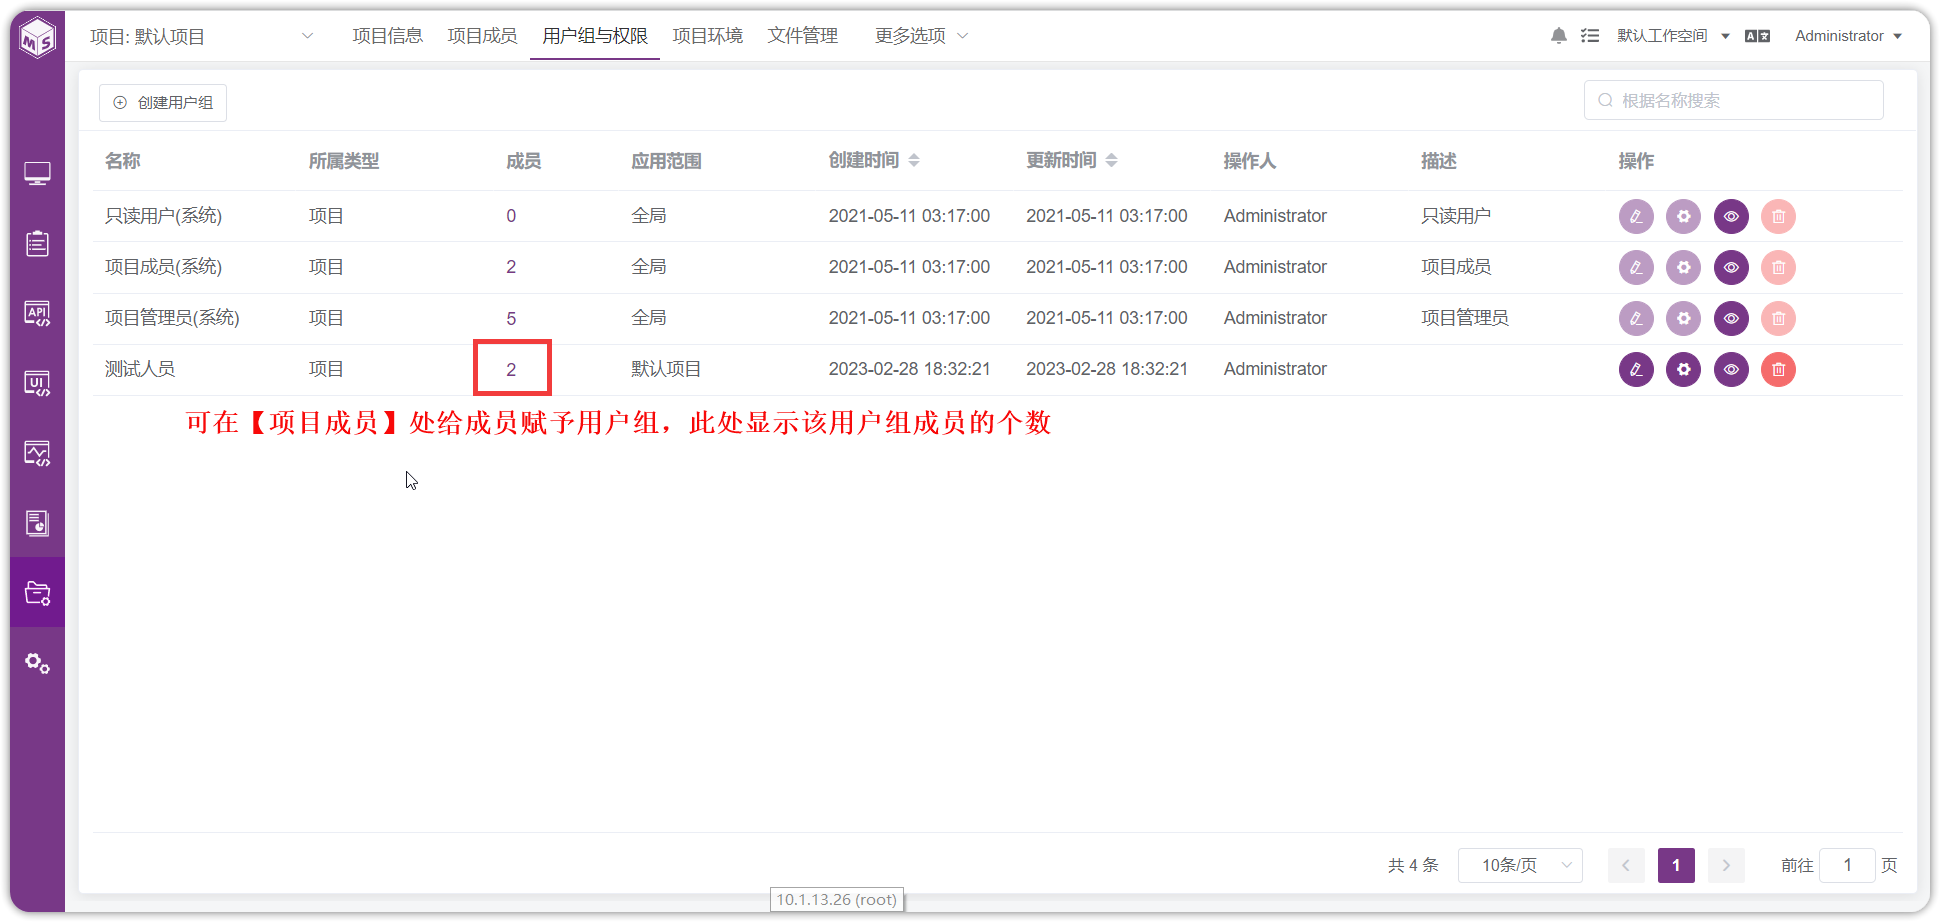 MS
项目: 默认项目
项目信息 项目成员 用户组与权限 项目环境 文件管理 更多选项
默认工作空间 A文 Administrator
创建用户组
根据名称搜索
名称 所属类型 成员 应用范围 创建时间 更新时间 操作人 描述 操作
只读用户(系统) 项目 0 全局 2021-05-11 03:17:00 2021-05-11 03:17:00 Administrator 只读用户
项目成员(系统) 项目 2 全局 2021-05-11 03:17:00 2021-05-11 03:17:00 Administrator 项目成员
项目管理员(系统) 项目 5 全局 2021-05-11 03:17:00 2021-05-11 03:17:00 Administrator 项目管理员
测试人员 项目 2 默认项目 2023-02-28 18:32:21 2023-02-28 18:32:21 Administrator
可在【项目成员】处给成员赋予用户组，此处显示该用户组成员的个数
API
UI
共 4 条 10条/页 1 前往 1 页
10.1.13.26 (root)